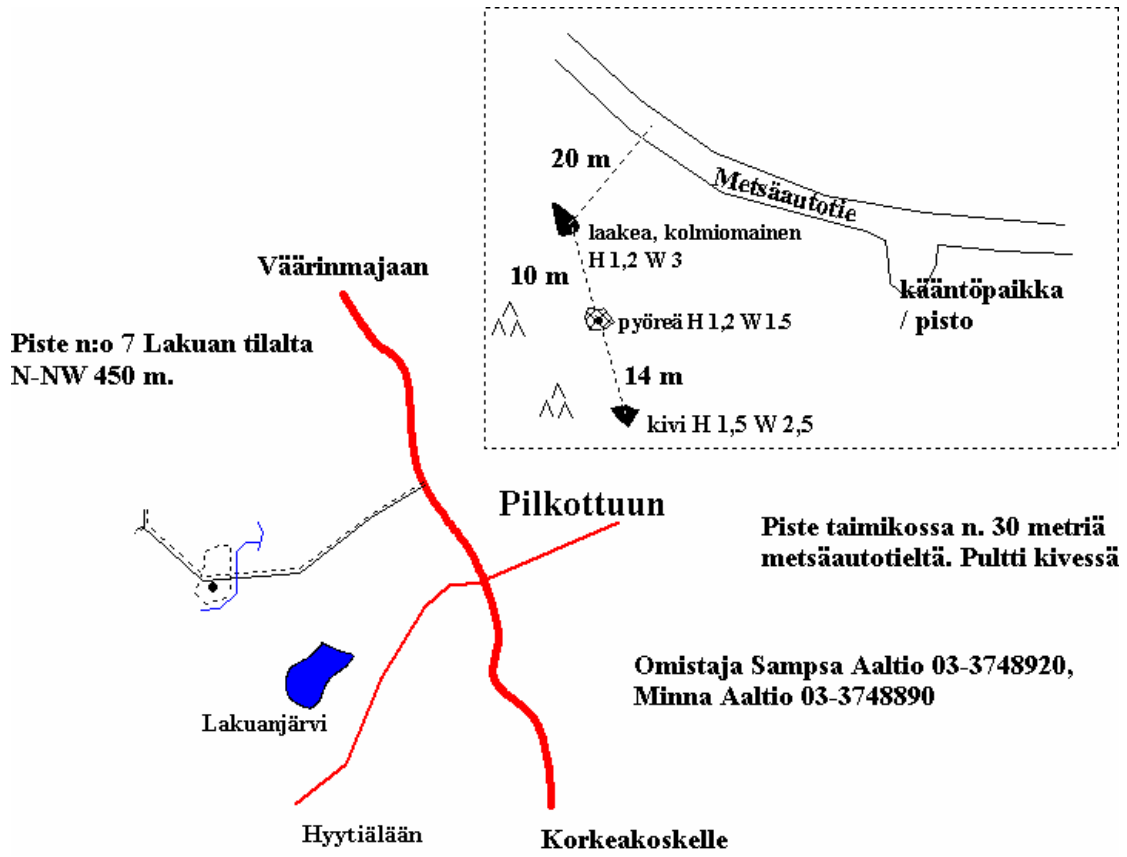 20 m
Metsäautotie
laakea, kolmiomainen
H 1,2 W 3
10 m
kääntöpaikka
/ pisto
pyöreä H 1,2 W 1.5
14 m
kivi H 1,5 W 2,5
Väärinmajaan
Piste n:o 7 Lakuan tilalta
N-NW 450 m.
Pilkottuun
Piste taimikossa n. 30 metriä
metsäautotieltä. Pultti kivessä
Omistaja Sampsa Aaltio 03-3748920,
Minna Aaltio 03-3748890
Lakuanjärvi
Hyytiälään
Korkeakoskelle